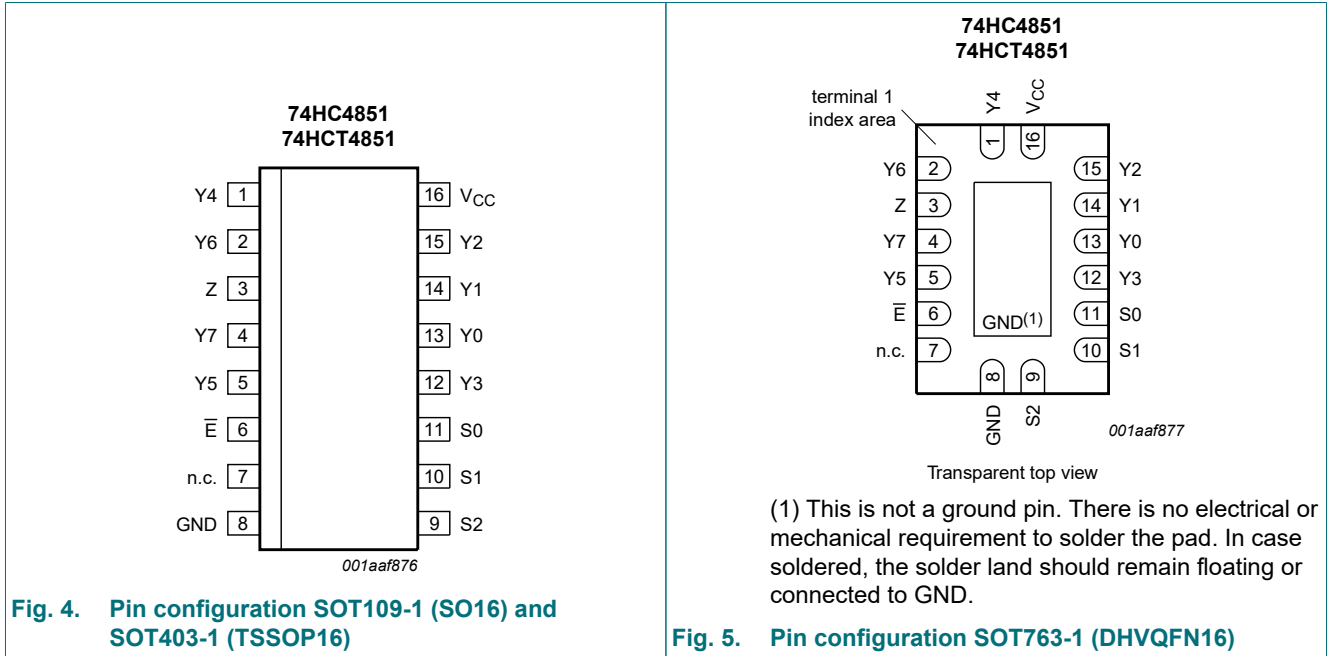 74HC4851
74HCT4851
Y4 1
16 VCC
Y6 2
15 Y2
Z 3
14 Y1
Y7 4
13 Y0
Y5 5
12 Y3
E̅ 6
11 S0
n.c. 7
10 S1
GND 8
9 S2
001aaf876
Fig. 4. Pin configuration SOT109-1 (SO16) and
SOT403-1 (TSSOP16)
74HC4851
74HCT4851
terminal 1
index area
Y4
VCC
1
16
Y6 2
15 Y2
Z 3
14 Y1
Y7 4
13 Y0
Y5 5
12 Y3
E̅ 6
11 S0
GND(1)
n.c. 7
10 S1
8
9
GND
S2
001aaf877
Transparent top view
(1) This is not a ground pin. There is no electrical or
mechanical requirement to solder the pad. In case
soldered, the solder land should remain floating or
connected to GND.
Fig. 5. Pin configuration SOT763-1 (DHVQFN16)